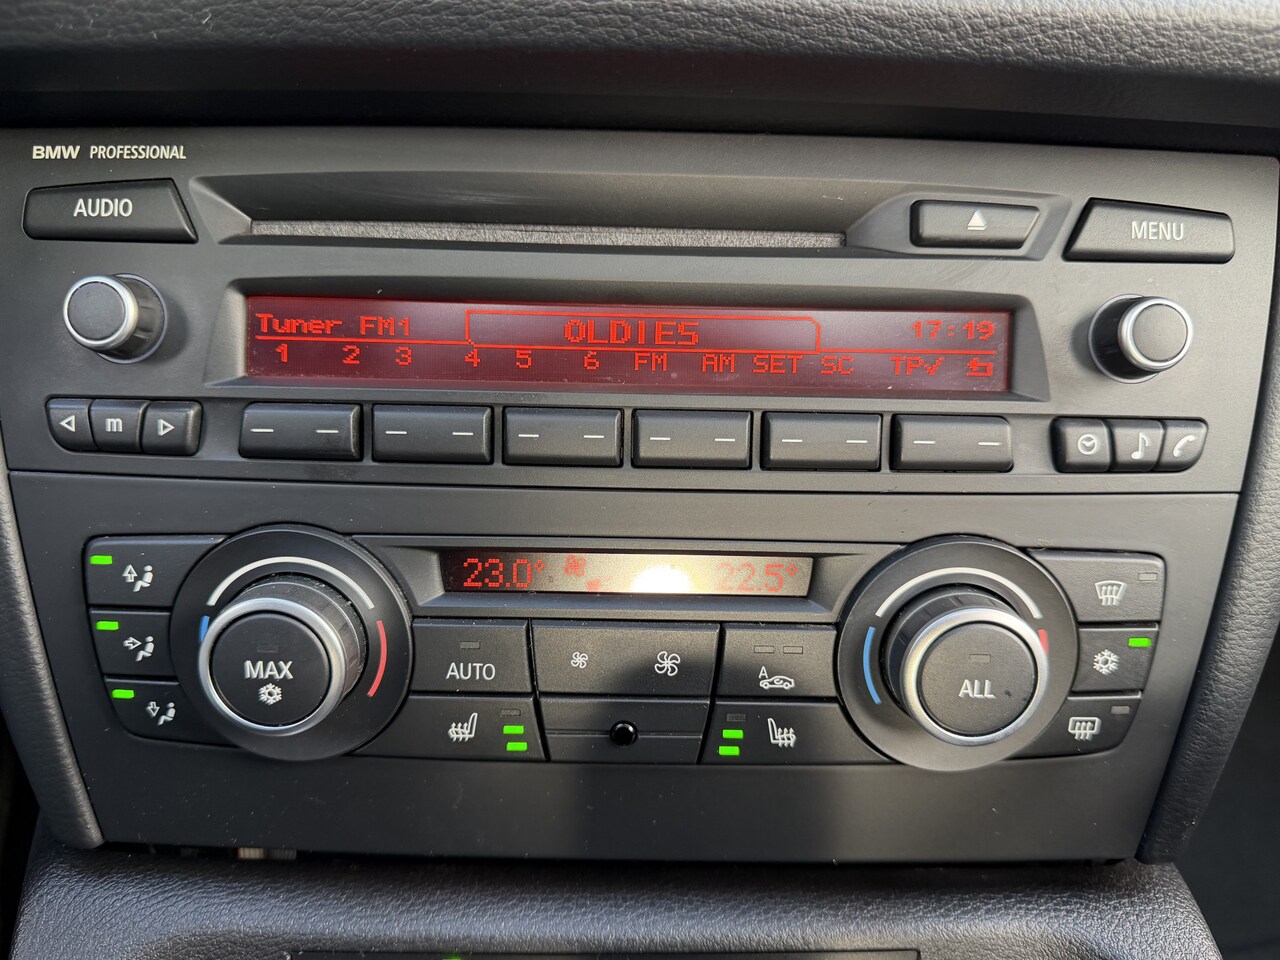 BMW PROFESSIONAL
AUDIO
MENU
Tuner FM1 OLDIES 17:19
1 2 3 4 5 6 FM AM SET SC TP✓
m
23.0° 22.5°
MAX
AUTO
A
ALL